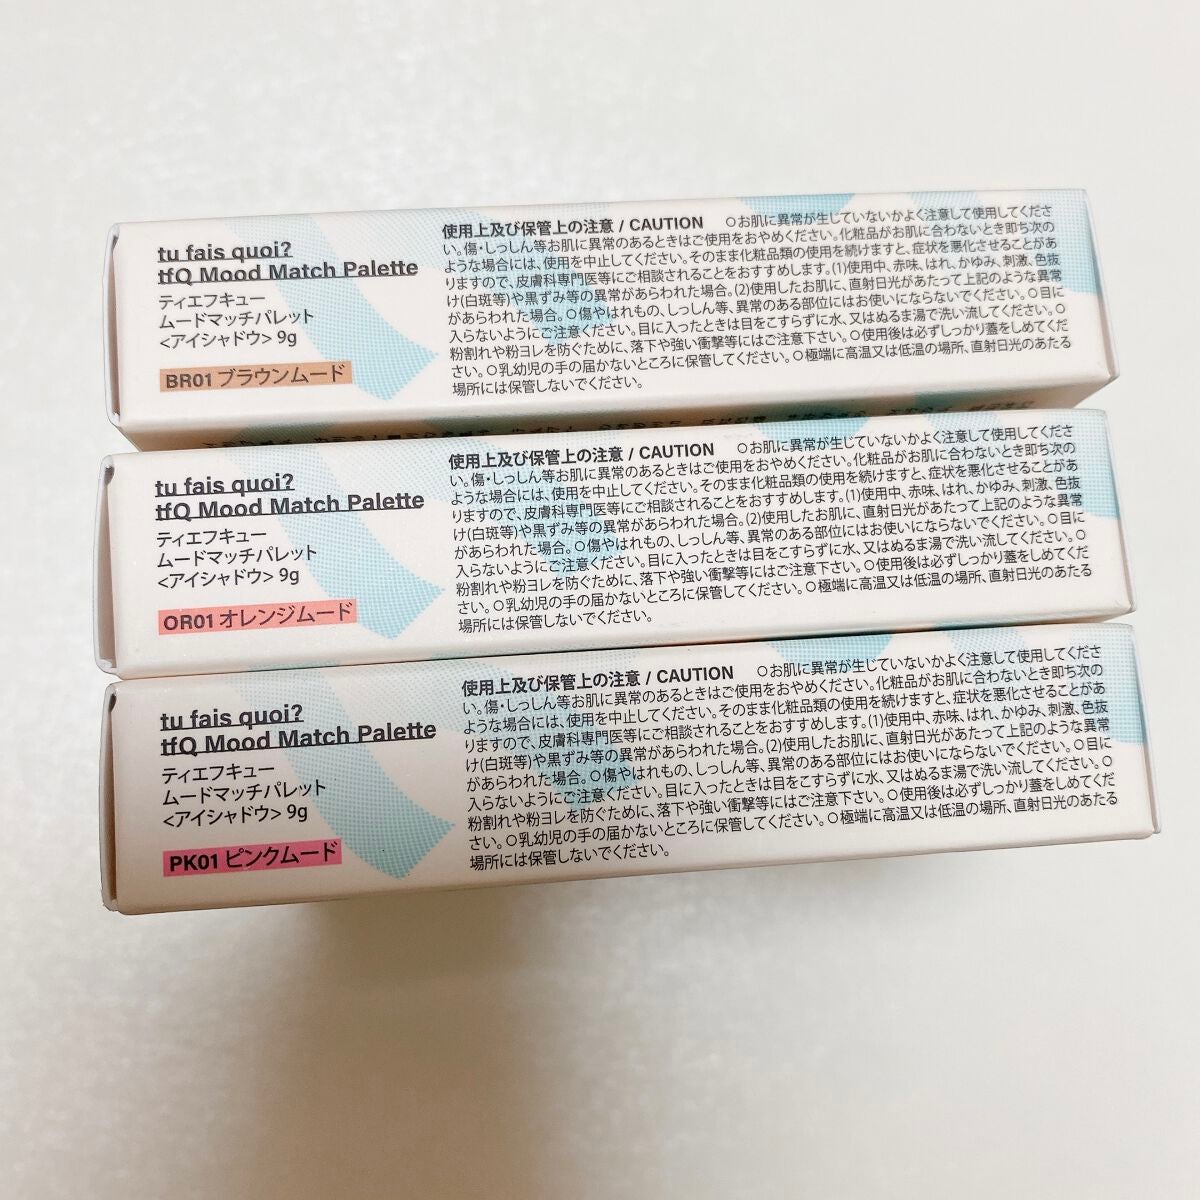 tu fais quoi?
tfQ Mood Match Palette
ティエフキュー
ムードマッチパレット
<アイシャドウ> 9g
BR01 ブラウンムード
使用上及び保管上の注意 / CAUTION ○お肌に異常が生じていないかよく注意して使用してくださ
い。傷・しっしん等お肌に異常のあるときはご使用をおやめください。化粧品がお肌に合わないとき即ち次の
ような場合には、使用を中止してください。そのまま化粧品類の使用を続けますと、症状を悪化させることがあ
りますので、皮膚科専門医等にご相談されることをおすすめします。(1)使用中、赤味、はれ、かゆみ、刺激、色抜
け(白斑等)や黒ずみ等の異常があらわれた場合。(2)使用したお肌に、直射日光があたって上記のような異常
があらわれた場合。○傷やはれもの、しっしん等、異常のある部位にはお使いにならないでください。○目に
入らないようにご注意ください。目に入ったときは目をこすらずに水、又はぬるま湯で洗い流してください。○
粉割れや粉ヨレを防ぐために、落下や強い衝撃等にはご注意下さい。○使用後は必ずしっかり蓋をしめてくだ
さい。○乳幼児の手の届かないところに保管してください。○極端に高温又は低温の場所、直射日光のあたる
場所には保管しないでください。
tu fais quoi?
tfQ Mood Match Palette
ティエフキュー
ムードマッチパレット
<アイシャドウ> 9g
OR01 オレンジムード
使用上及び保管上の注意 / CAUTION ○お肌に異常が生じていないかよく注意して使用してくださ
い。傷・しっしん等お肌に異常のあるときはご使用をおやめください。化粧品がお肌に合わないとき即ち次の
ような場合には、使用を中止してください。そのまま化粧品類の使用を続けますと、症状を悪化させることがあ
りますので、皮膚科専門医等にご相談されることをおすすめします。(1)使用中、赤味、はれ、かゆみ、刺激、色抜
け(白斑等)や黒ずみ等の異常があらわれた場合。(2)使用したお肌に、直射日光があたって上記のような異常
があらわれた場合。○傷やはれもの、しっしん等、異常のある部位にはお使いにならないでください。○目に
入らないようにご注意ください。目に入ったときは目をこすらずに水、又はぬるま湯で洗い流してください。○
粉割れや粉ヨレを防ぐために、落下や強い衝撃等にはご注意下さい。○使用後は必ずしっかり蓋をしめてくだ
さい。○乳幼児の手の届かないところに保管してください。○極端に高温又は低温の場所、直射日光のあたる
場所には保管しないでください。
tu fais quoi?
tfQ Mood Match Palette
ティエフキュー
ムードマッチパレット
<アイシャドウ> 9g
PK01 ピンクムード
使用上及び保管上の注意 / CAUTION ○お肌に異常が生じていないかよく注意して使用してくださ
い。傷・しっしん等お肌に異常のあるときはご使用をおやめください。化粧品がお肌に合わないとき即ち次の
ような場合には、使用を中止してください。そのまま化粧品類の使用を続けますと、症状を悪化させることがあ
りますので、皮膚科専門医等にご相談されることをおすすめします。(1)使用中、赤味、はれ、かゆみ、刺激、色抜
け(白斑等)や黒ずみ等の異常があらわれた場合。(2)使用したお肌に、直射日光があたって上記のような異常
があらわれた場合。○傷やはれもの、しっしん等、異常のある部位にはお使いにならないでください。○目に
入らないようにご注意ください。目に入ったときは目をこすらずに水、又はぬるま湯で洗い流してください。○
粉割れや粉ヨレを防ぐために、落下や強い衝撃等にはご注意下さい。○使用後は必ずしっかり蓋をしめてくだ
さい。○乳幼児の手の届かないところに保管してください。○極端に高温又は低温の場所、直射日光のあたる
場所には保管しないでください。